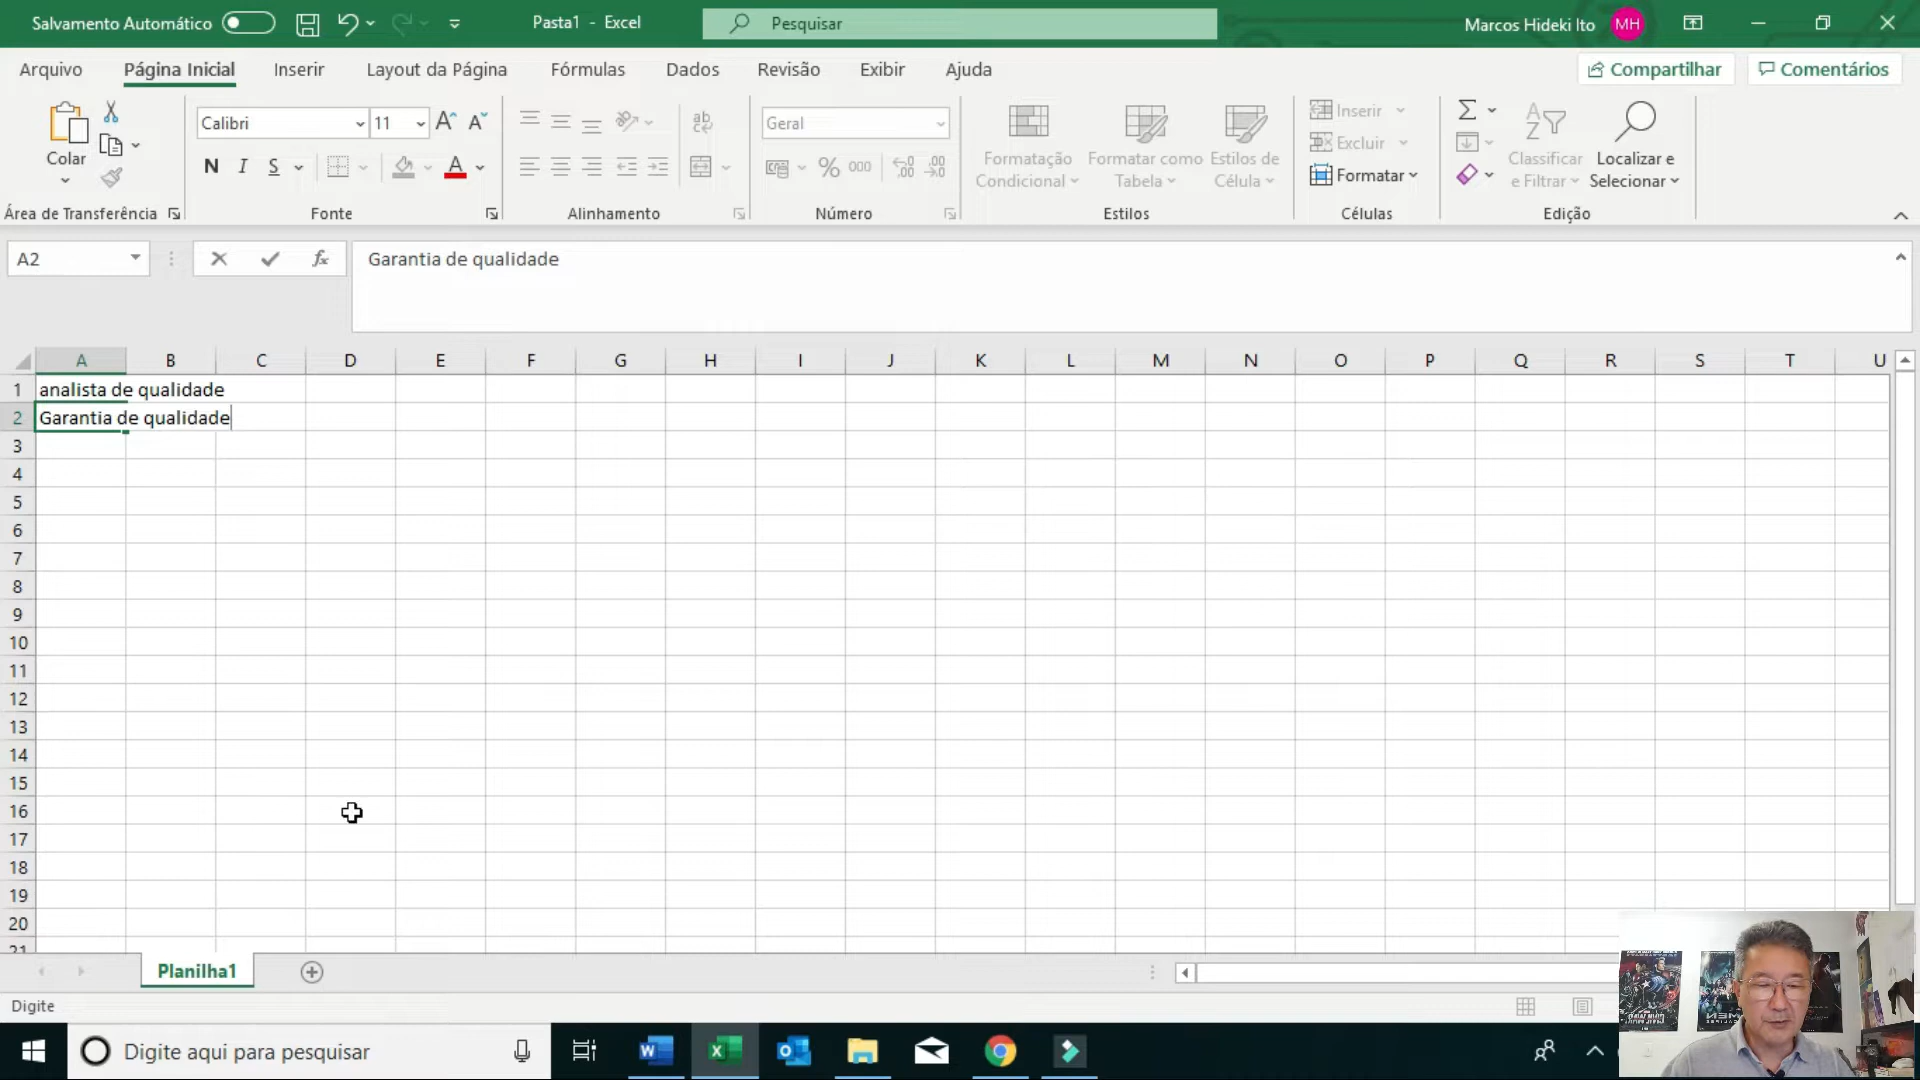 Salvamento Automático
Pasta1 - Excel
Pesquisar
Marcos Hideki Ito
MH
Arquivo
Página Inicial
Inserir
Layout da Página
Fórmulas
Dados
Revisão
Exibir
Ajuda
Compartilhar
Comentários
Colar
Área de Transferência
Calibri
11
N I S
Fonte
Alinhamento
Geral
% 000
Número
Formatação Condicional
Formatar como Tabela
Estilos de Célula
Estilos
Inserir
Excluir
Formatar
Células
Classificar e Filtrar
Localizar e Selecionar
Edição
A2
fx
Garantia de qualidade
A B C D E F G H I J K L M N O P Q R S T U
1 analista de qualidade
2 Garantia de qualidade
3
4
5
6
7
8
9
10
11
12
13
14
15
16
17
18
19
20
21
Planilha1
Digite
Digite aqui para pesquisar